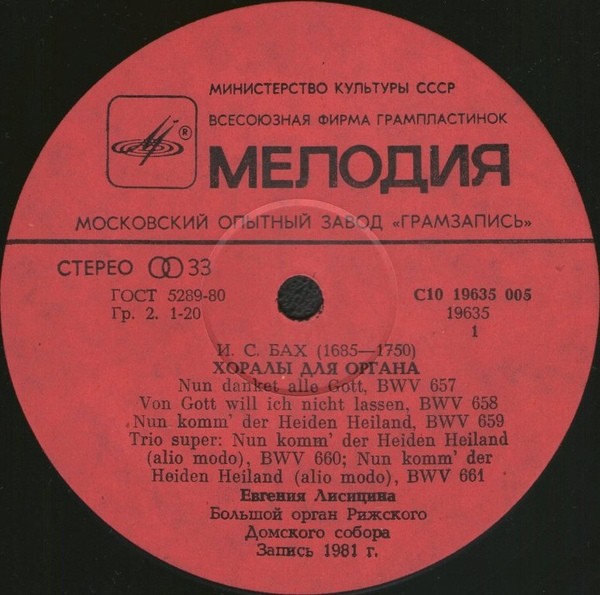 МИНИСТЕРСТВО КУЛЬТУРЫ СССР
ВСЕСОЮЗНАЯ ФИРМА ГРАМПЛАСТИНОК
®
МЕЛОДИЯ
МОСКОВСКИЙ ОПЫТНЫЙ ЗАВОД «ГРАМЗАПИСЬ»
СТЕРЕО 33
ГОСТ 5289-80
Гр. 2. 1-20
С10 19635 005
19635
1
И. С. БАХ (1685—1750)
ХОРАЛЫ ДЛЯ ОРГАНА
Nun danket alle Gott, BWV 657
Von Gott will ich nicht lassen, BWV 658
Nun komm' der Heiden Heiland, BWV 659
Trio super: Nun komm' der Heiden Heiland
(alio modo), BWV 660; Nun komm' der
Heiden Heiland (alio modo), BWV 661
Евгения Лисицина
Большой орган Рижского
Домского собора
Запись 1981 г.